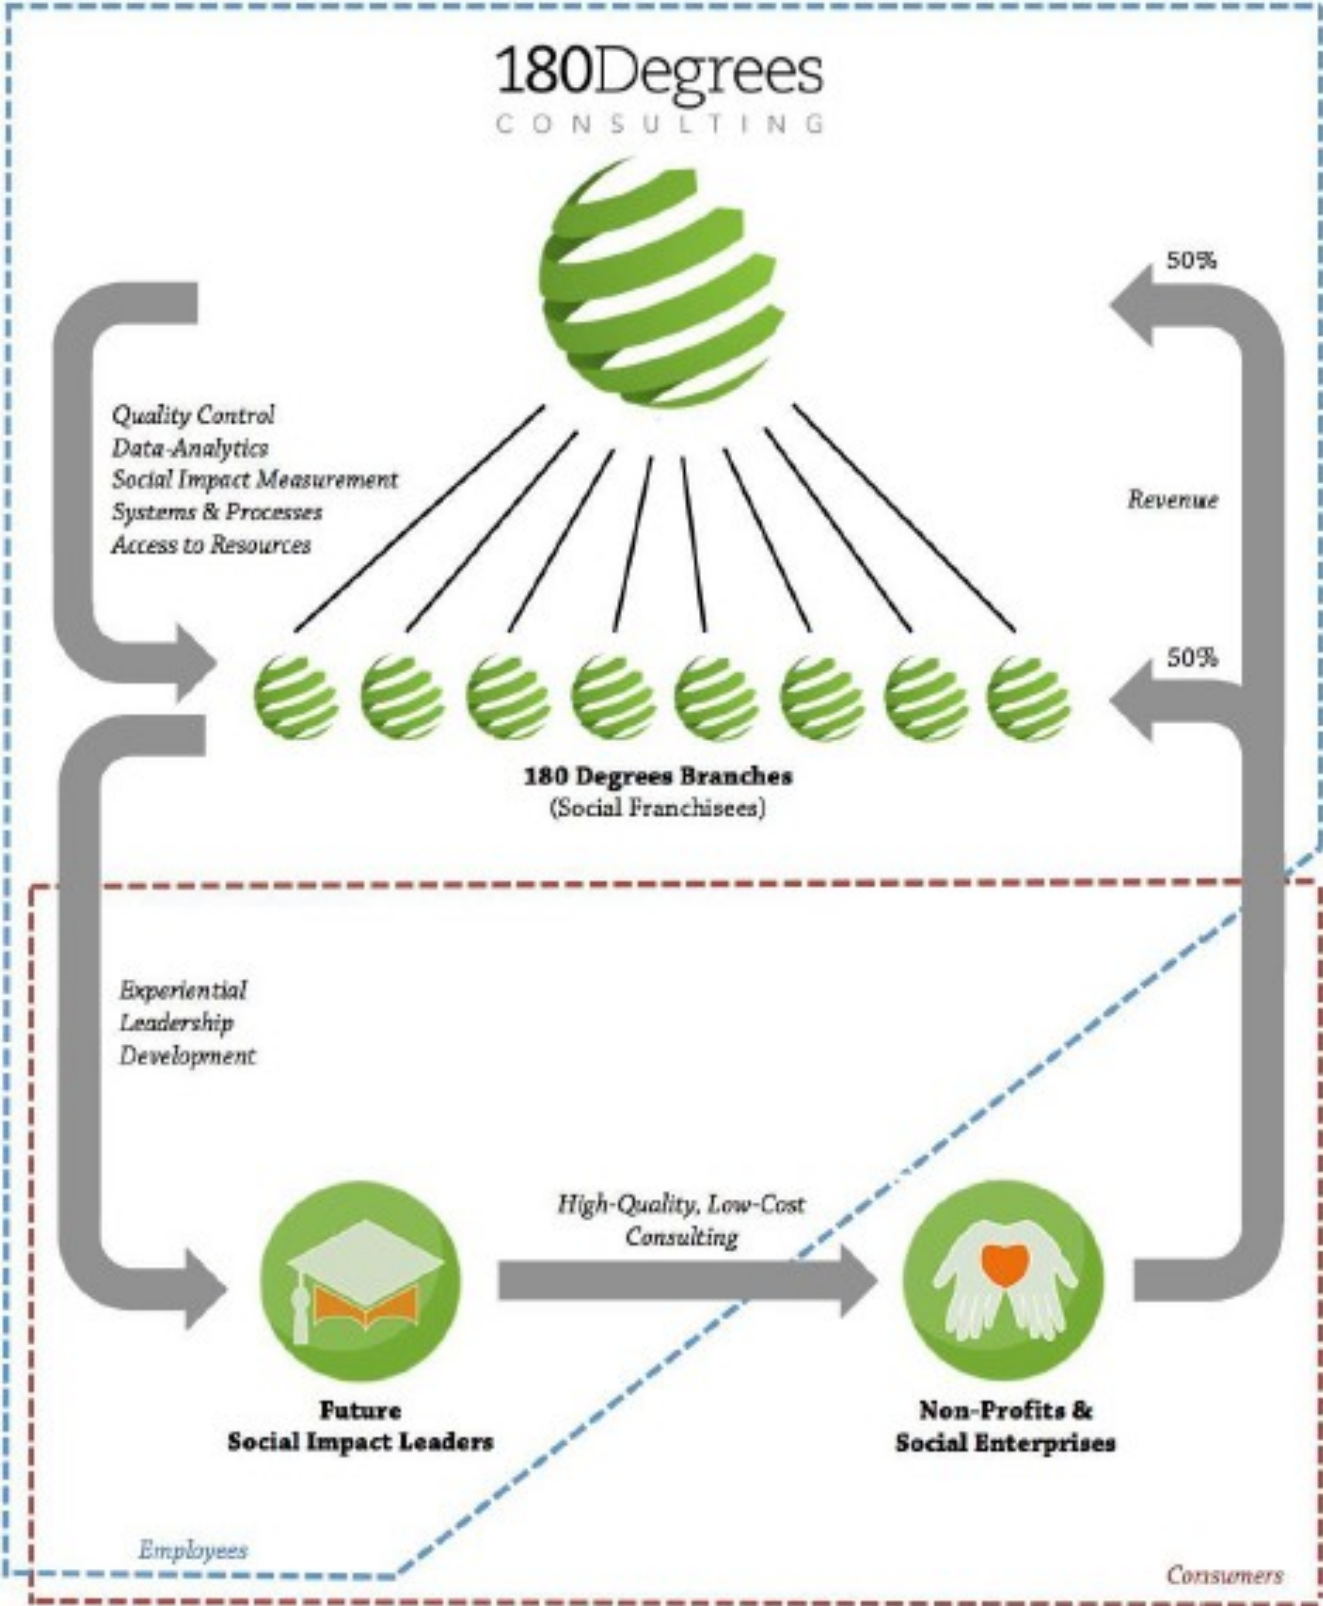 180Degrees
CONSULTING
50%
Quality Control
Data-Analytics
Social Impact Measurement
Systems & Processes
Access to Resources
Revenue
50%
180 Degrees Branches
(Social Franchisees)
Experiential
Leadership
Development
High-Quality, Low-Cost
Consulting
Future
Social Impact Leaders
Non-Profits &
Social Enterprises
Employees
Consumers